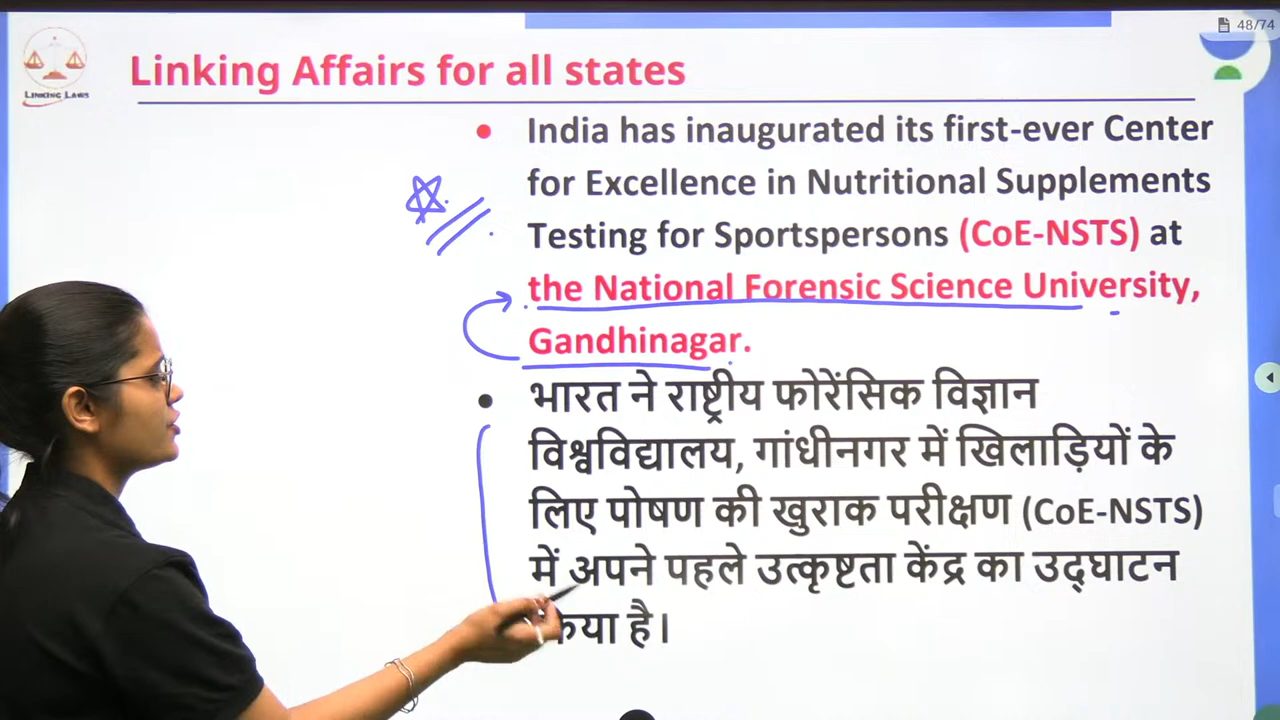 48/74
LINKING LAWS
Linking Affairs for all states
India has inaugurated its first-ever Center
for Excellence in Nutritional Supplements
Testing for Sportspersons (CoE-NSTS) at
the National Forensic Science University,
Gandhinagar.
भारत ने राष्ट्रीय फोरेंसिक विज्ञान
विश्वविद्यालय, गांधीनगर में खिलाड़ियों के
लिए पोषण की खुराक परीक्षण (CoE-NSTS)
में अपने पहले उत्कृष्टता केंद्र का उद्घाटन
है।